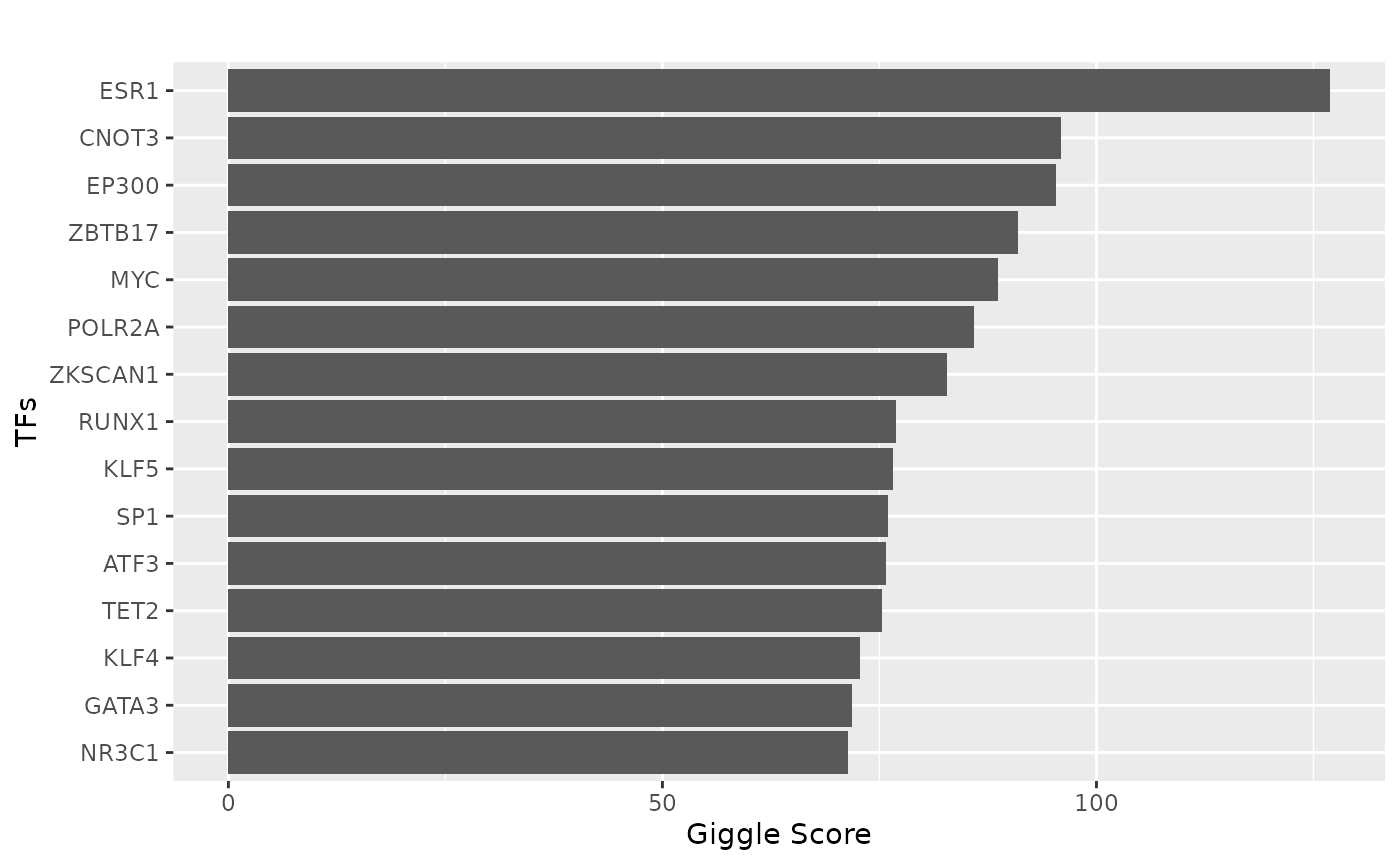 ESR1
CNOT3
EP300
ZBTB17
MYC
POLR2A
ZKSCAN1
RUNX1
KLF5
SP1
ATF3
TET2
KLF4
GATA3
NR3C1
TFs
0 50 100
Giggle Score